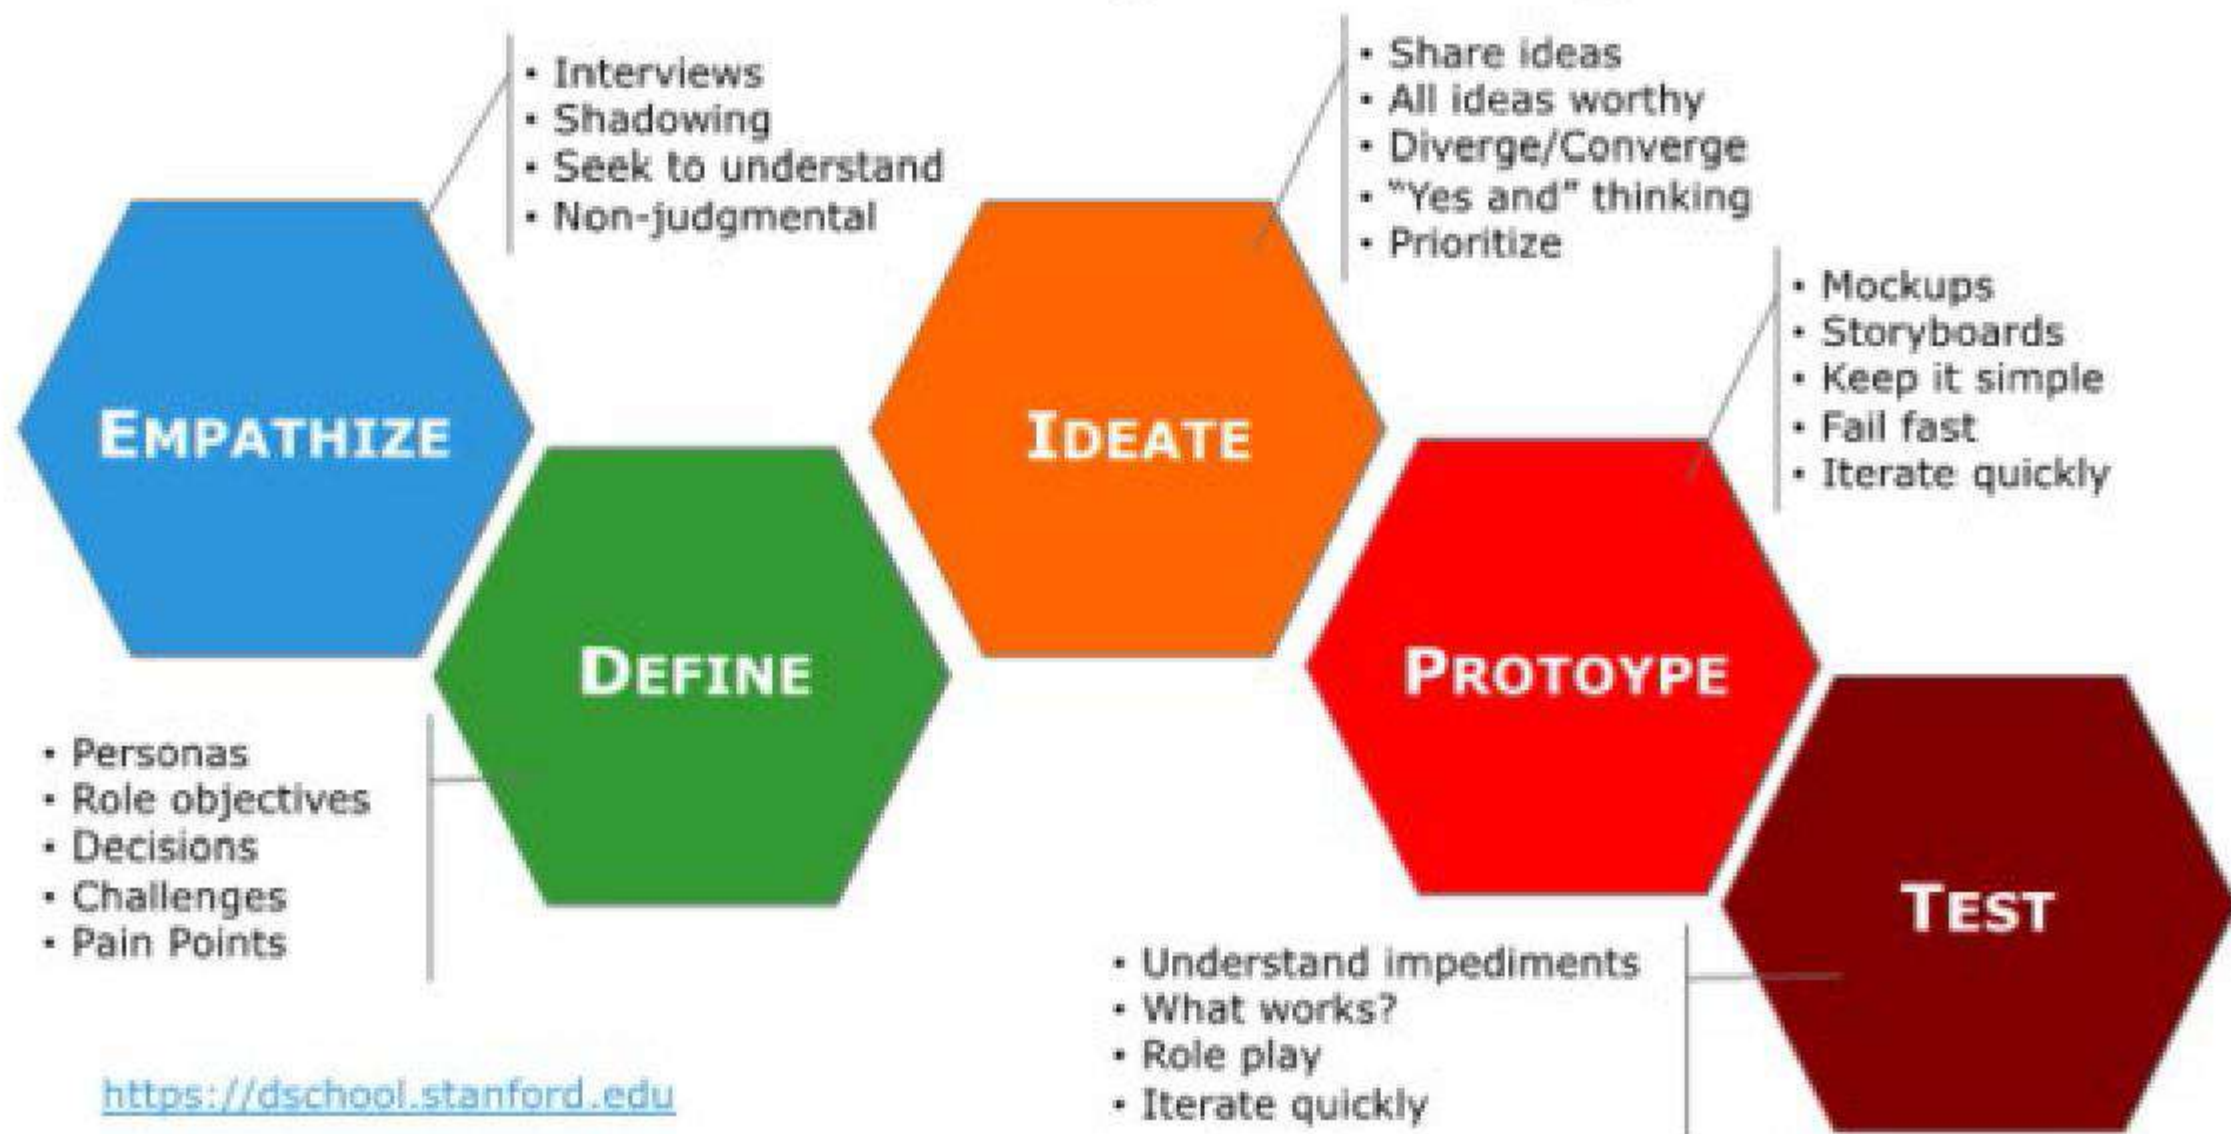 • Interviews
• Shadowing
• Seek to understand
• Non-judgmental
EMPATHIZE
• Personas
• Role objectives
• Decisions
• Challenges
• Pain Points
DEFINE
• Share ideas
• All ideas worthy
• Diverge/Converge
• “Yes and” thinking
• Prioritize
IDEATE
• Mockups
• Storyboards
• Keep it simple
• Fail fast
• Iterate quickly
PROTOYPE
• Understand impediments
• What works?
• Role play
• Iterate quickly
TEST
https://dschool.stanford.edu